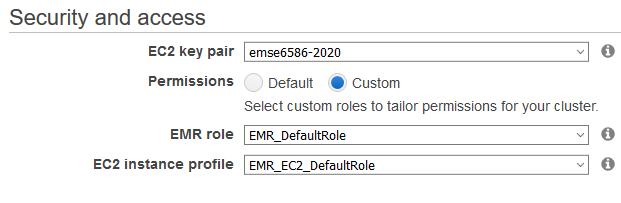 Security and access
EC2 key pair emse6586-2020
Permissions Default Custom
Select custom roles to tailor permissions for your cluster.
EMR role EMR_DefaultRole
EC2 instance profile EMR_EC2_DefaultRole